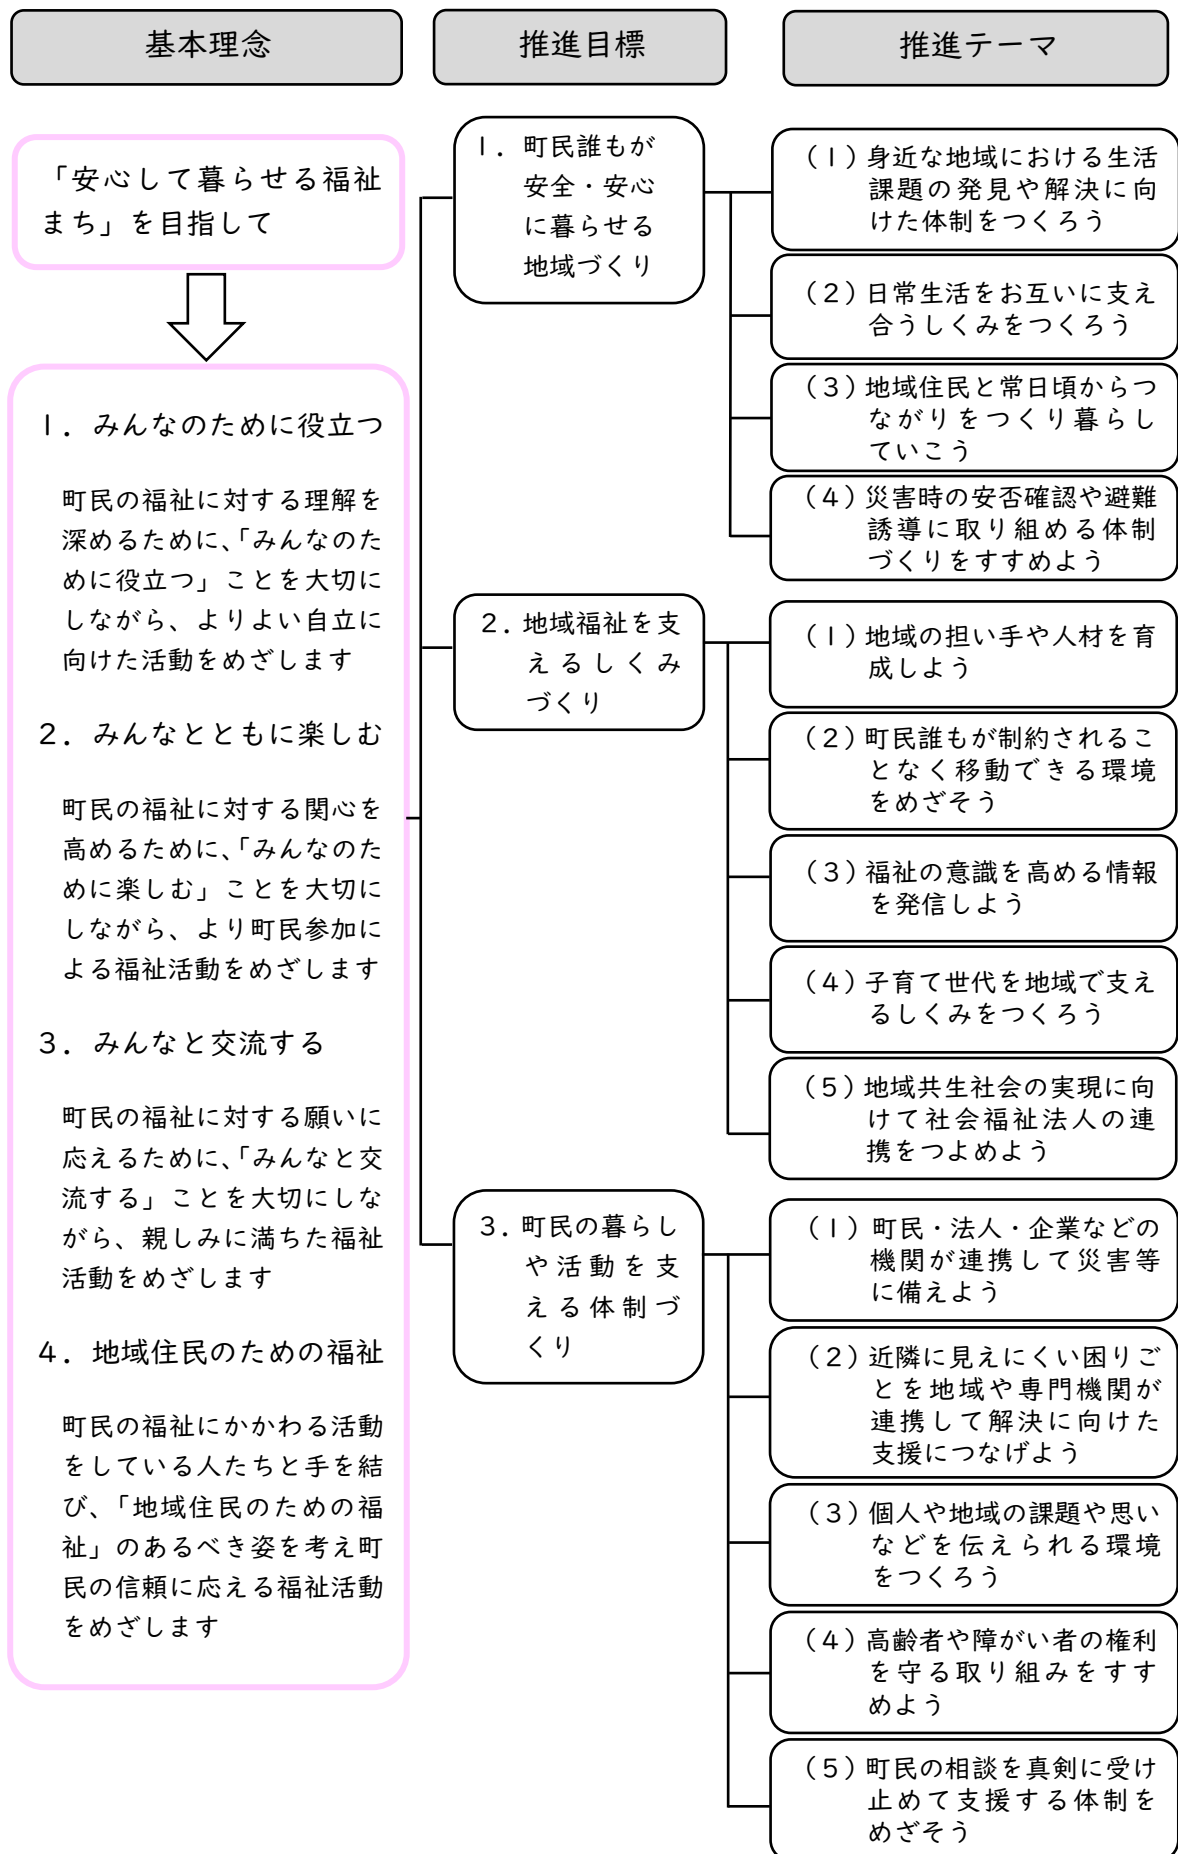 基本理念
推進目標
推進テーマ
「安心して暮らせる福祉
まち」を目指して
1．みんなのために役立つ
町民の福祉に対する理解を
深めるために、「みんなのた
めに役立つ」ことを大切に
しながら、よりよい自立に
向けた活動をめざします
2．みんなとともに楽しむ
町民の福祉に対する関心を
高めるために、「みんなのた
めに楽しむ」ことを大切に
しながら、より町民参加に
よる福祉活動をめざします
3．みんなと交流する
町民の福祉に対する願いに
応えるために、「みんなと交
流する」ことを大切にしな
がら、親しみに満ちた福祉
活動をめざします
4．地域住民のための福祉
町民の福祉にかかわる活動
をしている人たちと手を結
び、「地域住民のための福
祉」のあるべき姿を考え町
民の信頼に応える福祉活動
をめざします
1．町民誰もが
安全・安心
に暮らせる
地域づくり
（1）身近な地域における生活
課題の発見や解決に向
けた体制をつくろう
（2）日常生活をお互いに支え
合うしくみをつくろう
（3）地域住民と常日頃からつ
ながりをつくり暮らし
ていこう
（4）災害時の安否確認や避難
誘導に取り組める体制
づくりをすすめよう
2．地域福祉を支
えるしくみ
づくり
（1）地域の担い手や人材を育
成しよう
（2）町民誰もが制約されるこ
となく移動できる環境
をめざそう
（3）福祉の意識を高める情報
を発信しよう
（4）子育て世代を地域で支え
るしくみをつくろう
（5）地域共生社会の実現に向
けて社会福祉法人の連
携をつよめよう
3．町民の暮らし
や活動を支
える体制づ
くり
（1）町民・法人・企業などの
機関が連携して災害等
に備えよう
（2）近隣に見えにくい困りご
とを地域や専門機関が
連携して解決に向けた
支援につなげよう
（3）個人や地域の課題や思い
などを伝えられる環境
をつくろう
（4）高齢者や障がい者の権利
を守る取り組みをすす
めよう
（5）町民の相談を真剣に受け
止めて支援する体制を
めざそう